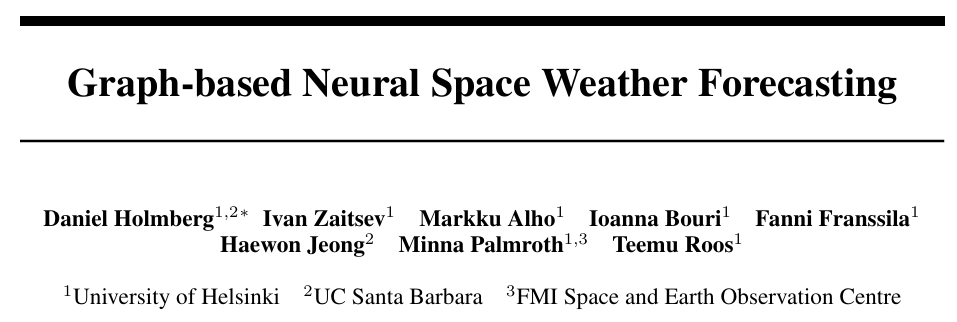 Graph-based Neural Space Weather Forecasting
Daniel Holmberg1,2* Ivan Zaitsev1 Markku Alho1 Ioanna Bouri1 Fanni Franssila1
Haewon Jeong2 Minna Palmroth1,3 Teemu Roos1
1University of Helsinki 2UC Santa Barbara 3FMI Space and Earth Observation Centre